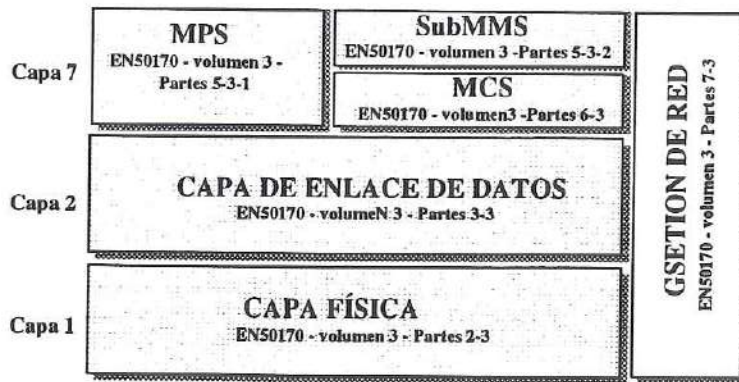 Capa 7
MPS
EN50170 - volumen 3 -
Partes 5-3-1
SubMMS
EN50170 - volumen 3 -Partes 5-3-2
MCS
EN50170 - volumen3 -Partes 6-3
Capa 2
CAPA DE ENLACE DE DATOS
EN50170 - volumeN 3 - Partes 3-3
Capa 1
CAPA FÍSICA
EN50170 - volumen 3 - Partes 2-3
GSETION DE RED
EN50170 - volumen 3 - Partes 7-3